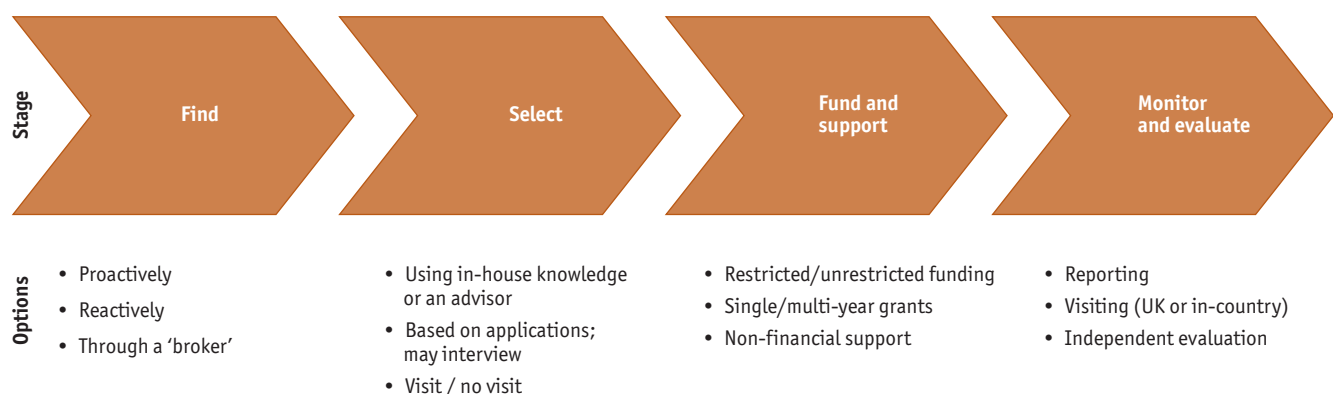 Stage
Find
Select
Fund and
support
Monitor
and evaluate
Options
• Proactively
• Reactively
• Through a ‘broker’
• Using in-house knowledge
or an advisor
• Based on applications;
may interview
• Visit / no visit
• Restricted/unrestricted funding
• Single/multi-year grants
• Non-financial support
• Reporting
• Visiting (UK or in-country)
• Independent evaluation